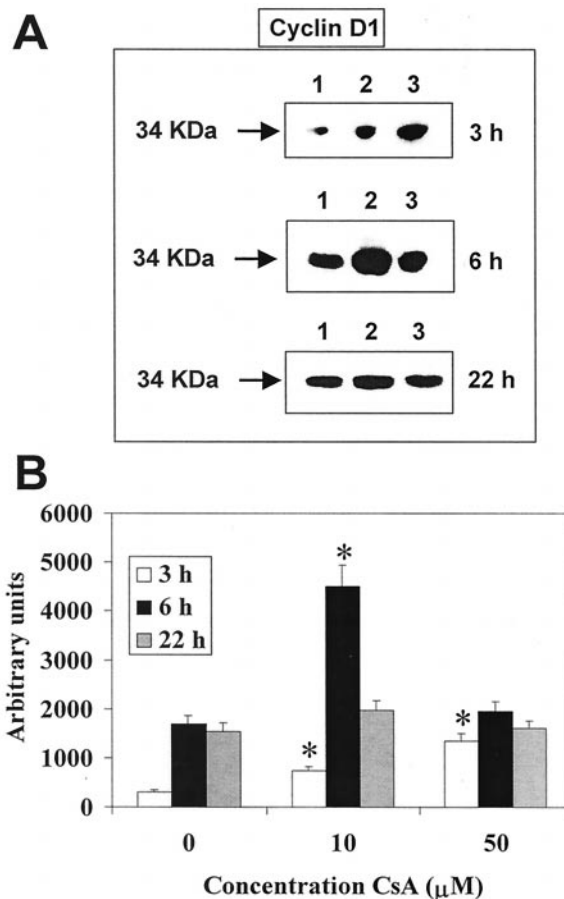 A
Cyclin D1
1 2 3
34 KDa 3 h
1 2 3
34 KDa 6 h
1 2 3
34 KDa 22 h
B
6000
5000
4000
3000
2000
1000
0
Arbitrary units
3 h
6 h
22 h
*
*
*
0 10 50
Concentration CsA (μM)